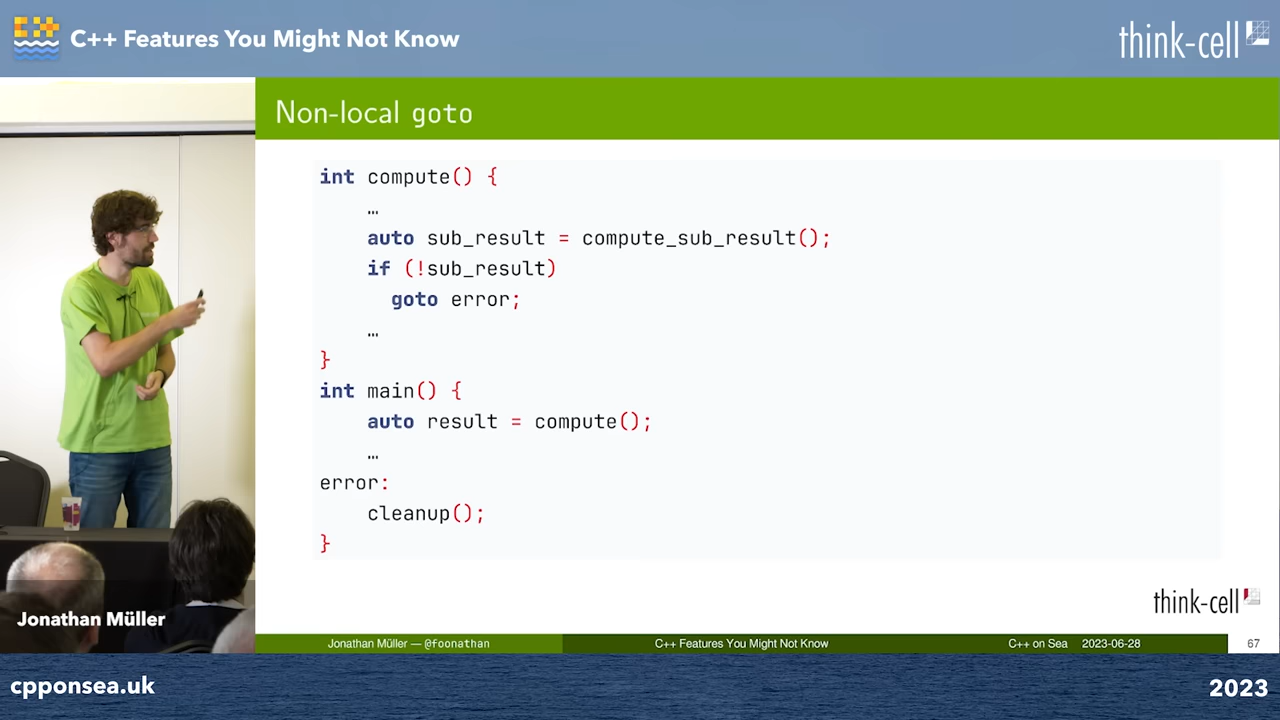 C++ Features You Might Not Know
think-cell
Non-local goto
int compute() {
    …
    auto sub_result = compute_sub_result();
    if (!sub_result)
      goto error;
    …
}
int main() {
    auto result = compute();
    …
error:
    cleanup();
}
think-cell
Jonathan Müller
Jonathan Müller — @foonathan
C++ Features You Might Not Know
C++ on Sea 2023-06-28
67
cpponsea.uk
2023